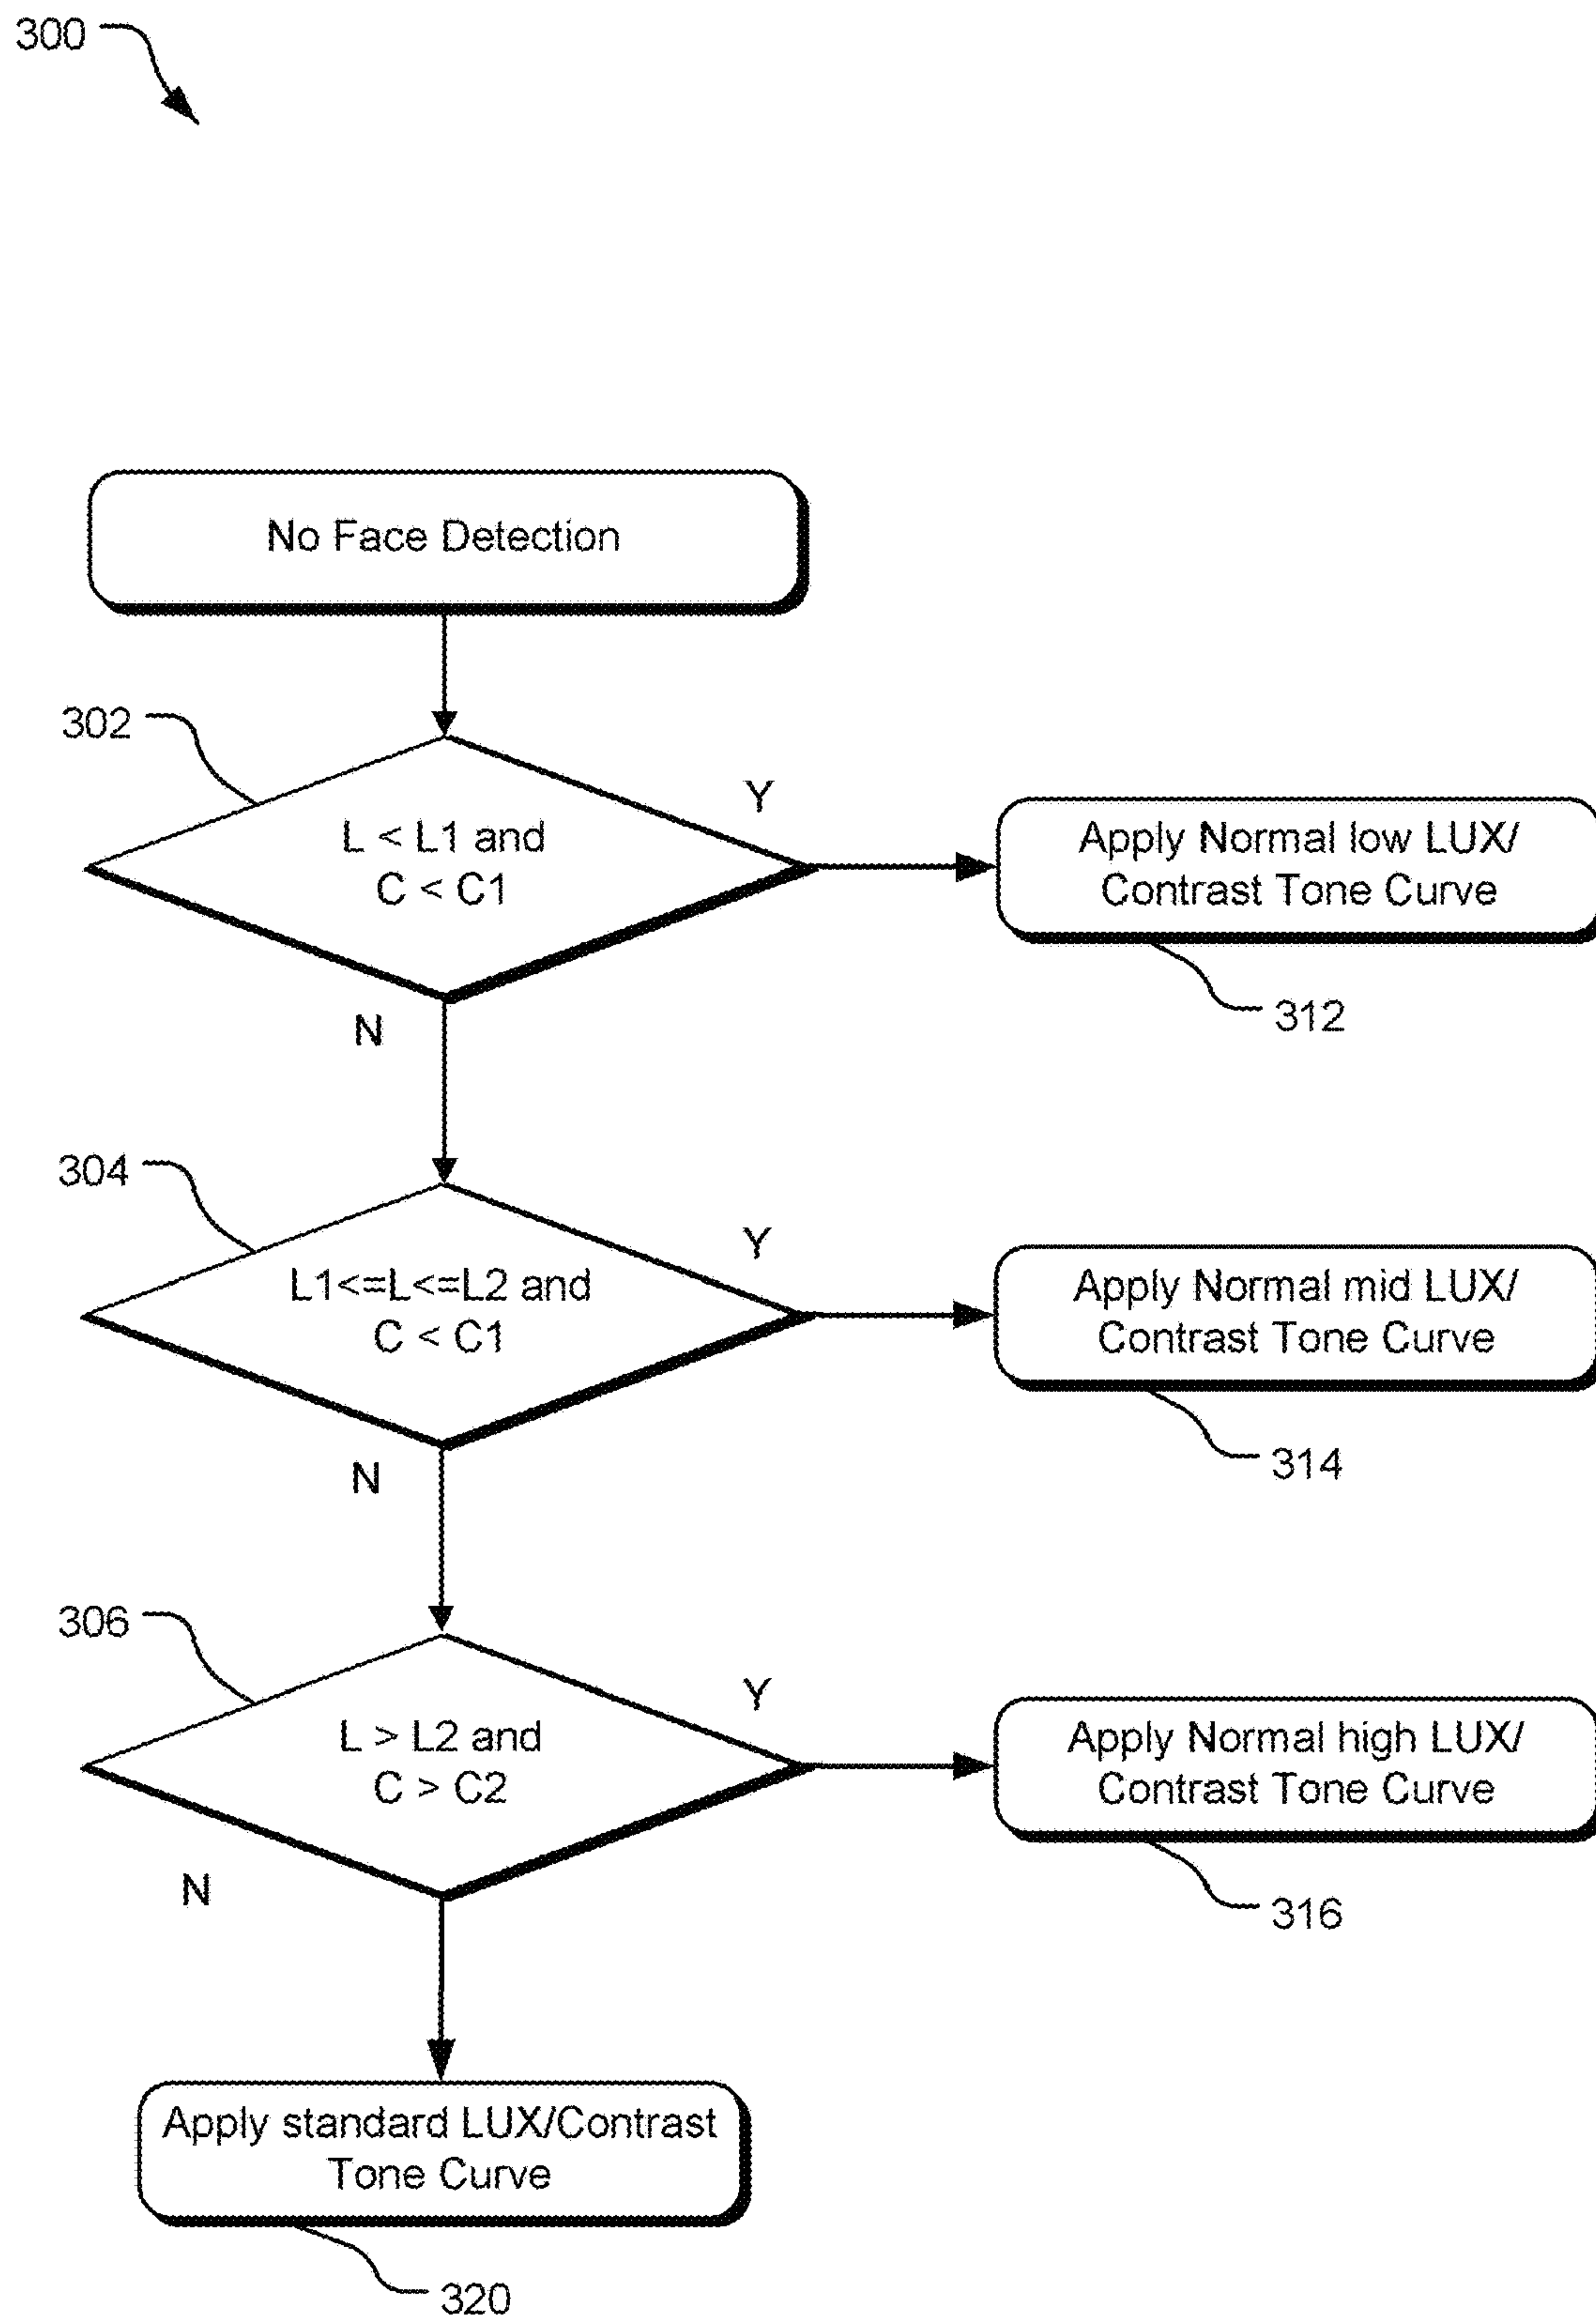 300
No Face Detection
302
L < L1 and
C < C1
Y
Apply Normal low LUX/
Contrast Tone Curve
312
N
304
L1<=L<=L2 and
C < C1
Y
Apply Normal mid LUX/
Contrast Tone Curve
314
N
306
L > L2 and
C > C2
Y
Apply Normal high LUX/
Contrast Tone Curve
316
N
Apply standard LUX/Contrast
Tone Curve
320